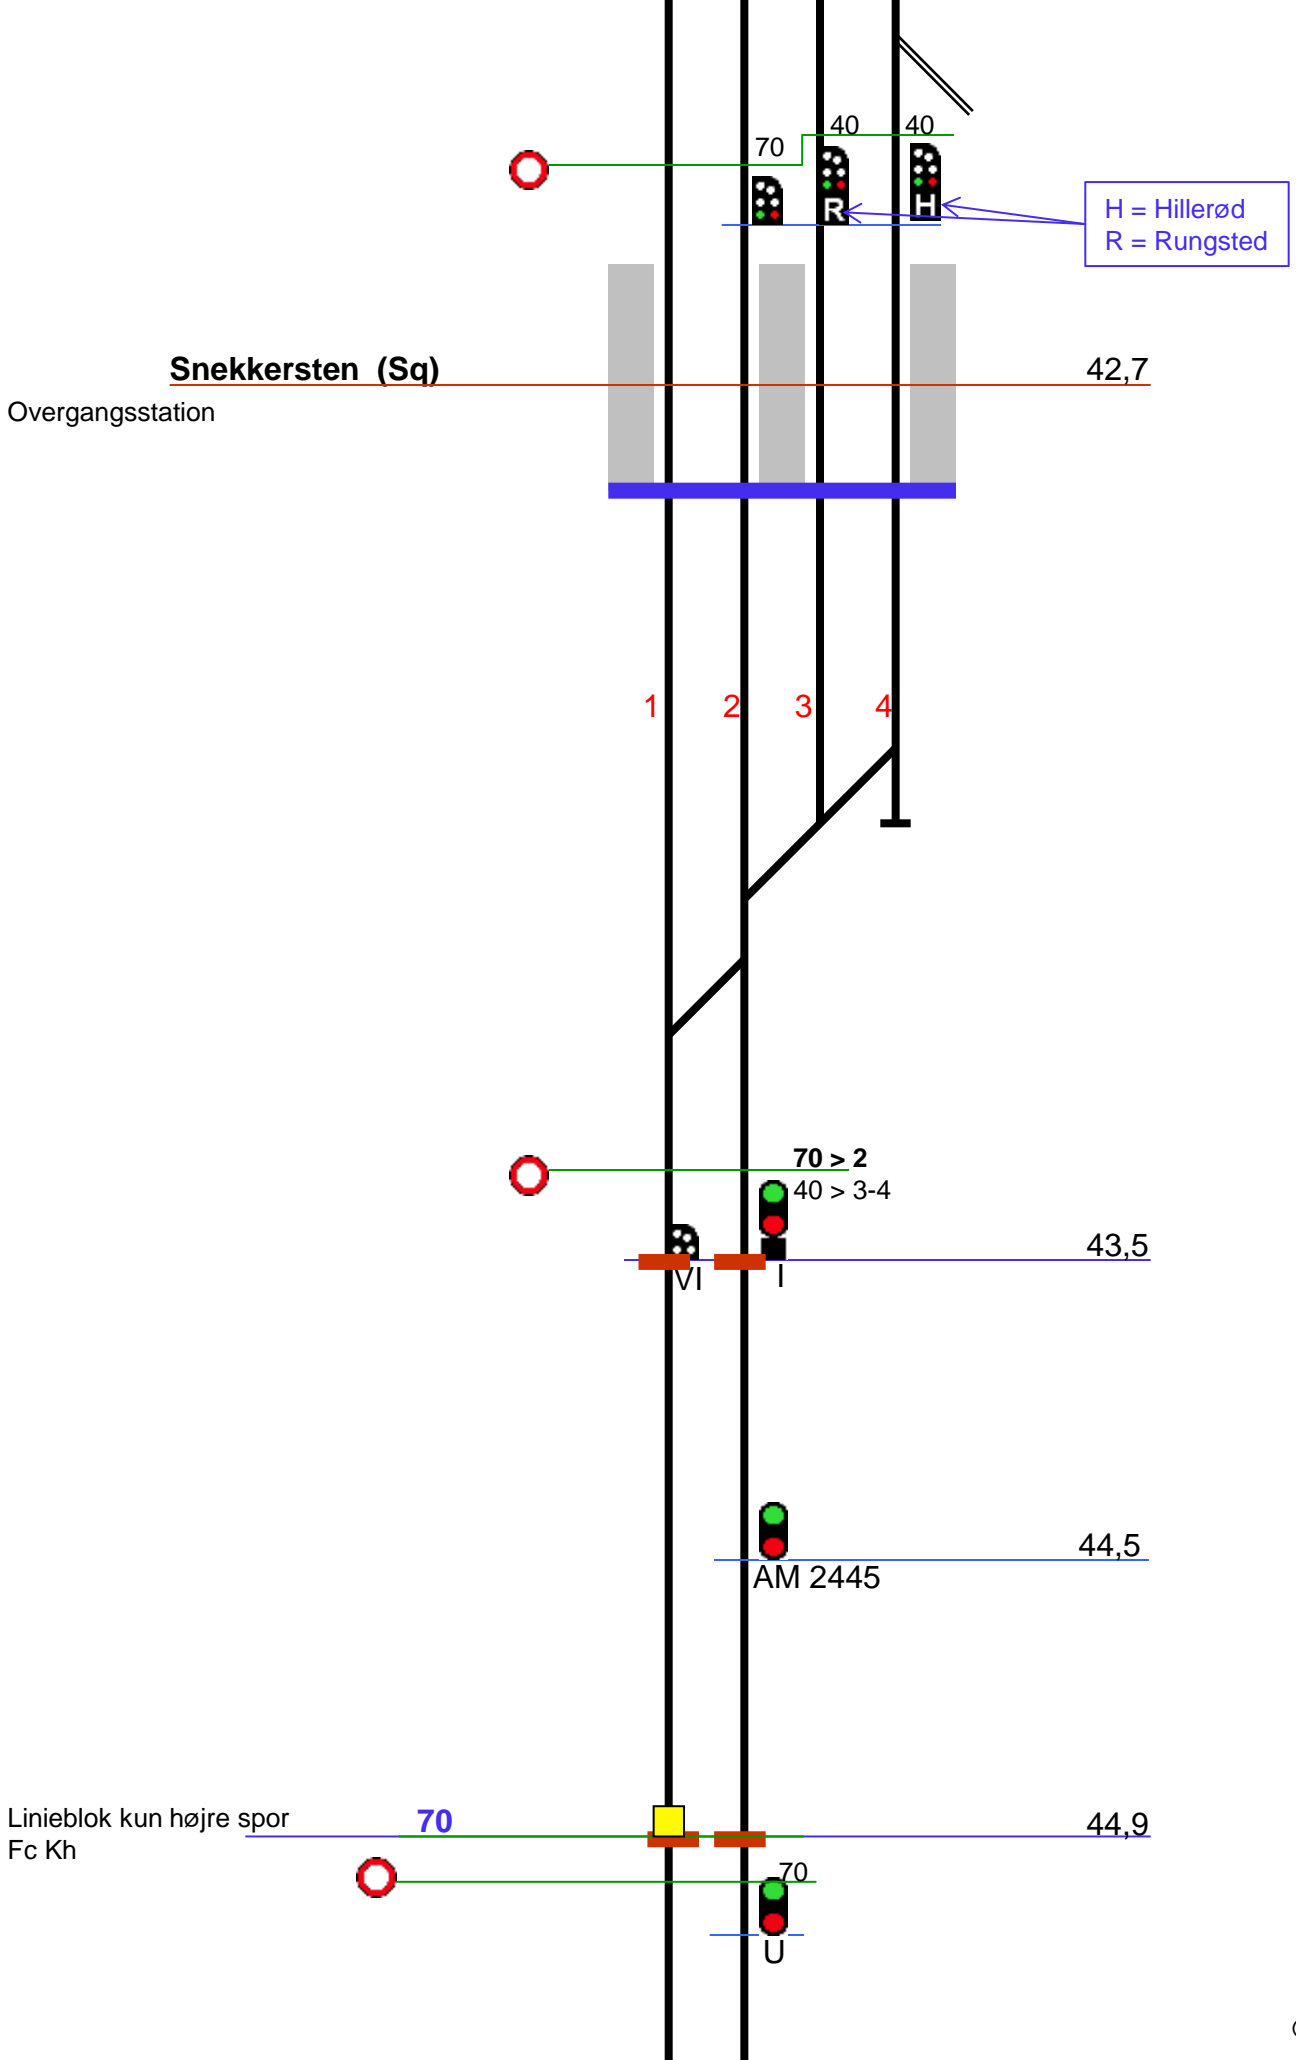 40 40
70
R H
H = Hillerød
R = Rungsted
Snekkersten (Sq) 42,7
Overgangsstation
1 2 3 4
70 > 2
40 > 3-4
43,5
VI I
44,5
AM 2445
Linieblok kun højre spor 70 44,9
Fc Kh
70
U